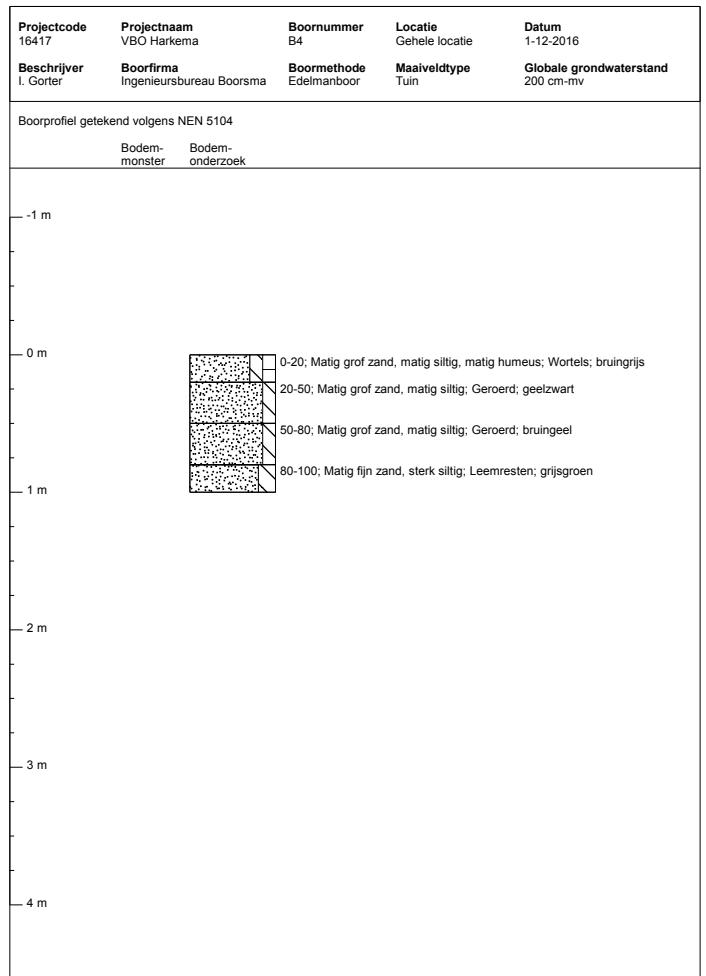 Projectcode Projectnaam Boornummer Locatie Datum
16417 VBO Harkema B4 Gehele locatie 1-12-2016
Beschrijver Boorfirma Boormethode Maaiveldtype Globale grondwaterstand
I. Gorter Ingenieursbureau Boorsma Edelmanboor Tuin 200 cm-mv
Boorprofiel getekend volgens NEN 5104
Bodem- Bodem-
monster onderzoek
-1 m
0 m
0-20; Matig grof zand, matig siltig, matig humeus; Wortels; bruingrijs
20-50; Matig grof zand, matig siltig; Geroerd; geelzwart
50-80; Matig grof zand, matig siltig; Geroerd; bruingeel
80-100; Matig fijn zand, sterk siltig; Leemresten; grijsgroen
1 m
2 m
3 m
4 m